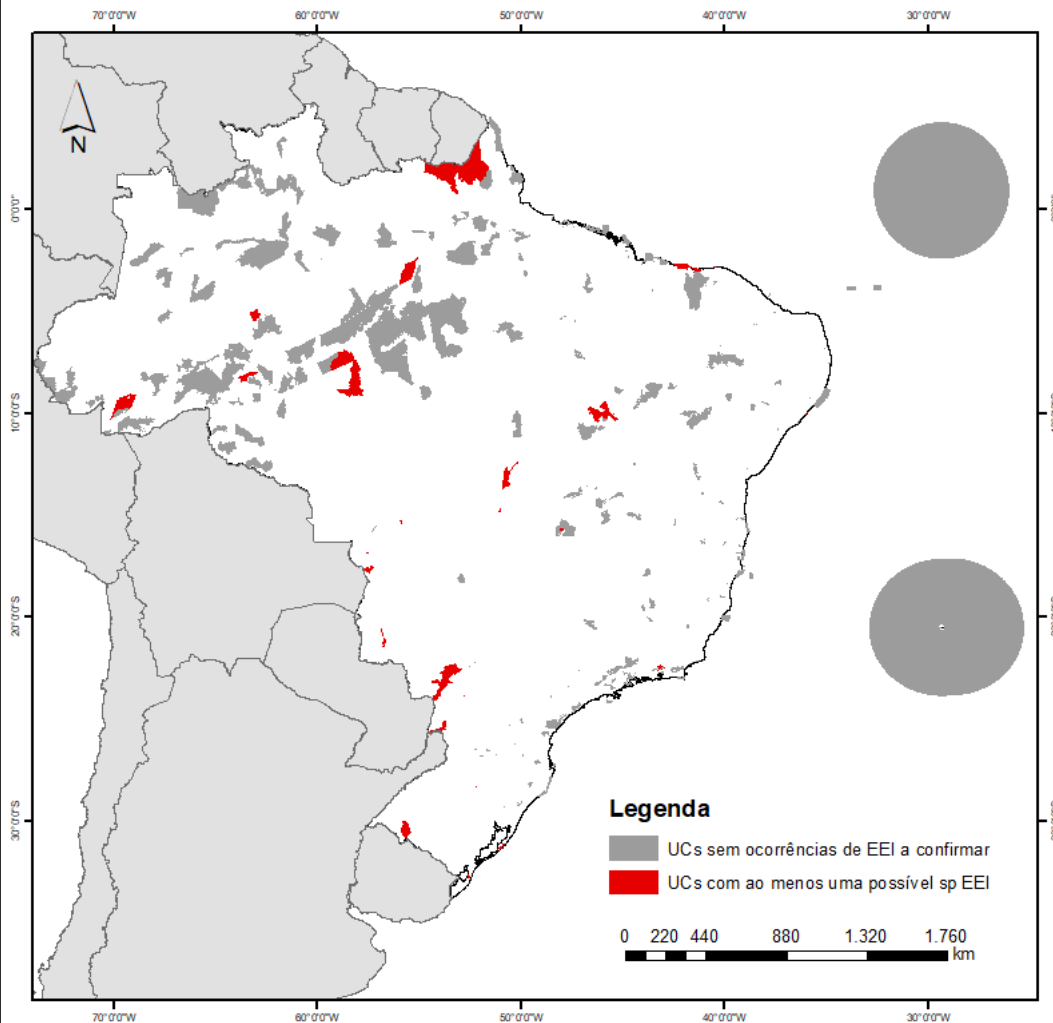 70°0'0"W 60°0'0"W 50°0'0"W 40°0'0"W 30°0'0"W
N
0°0'0"
10°0'0"S
20°0'0"S
30°0'0"S
Legenda
UCs sem ocorrências de EEI a confirmar
UCs com ao menos uma possível sp EEI
0 220 440 880 1.320 1.760
km
70°0'0"W 60°0'0"W 50°0'0"W 40°0'0"W 30°0'0"W